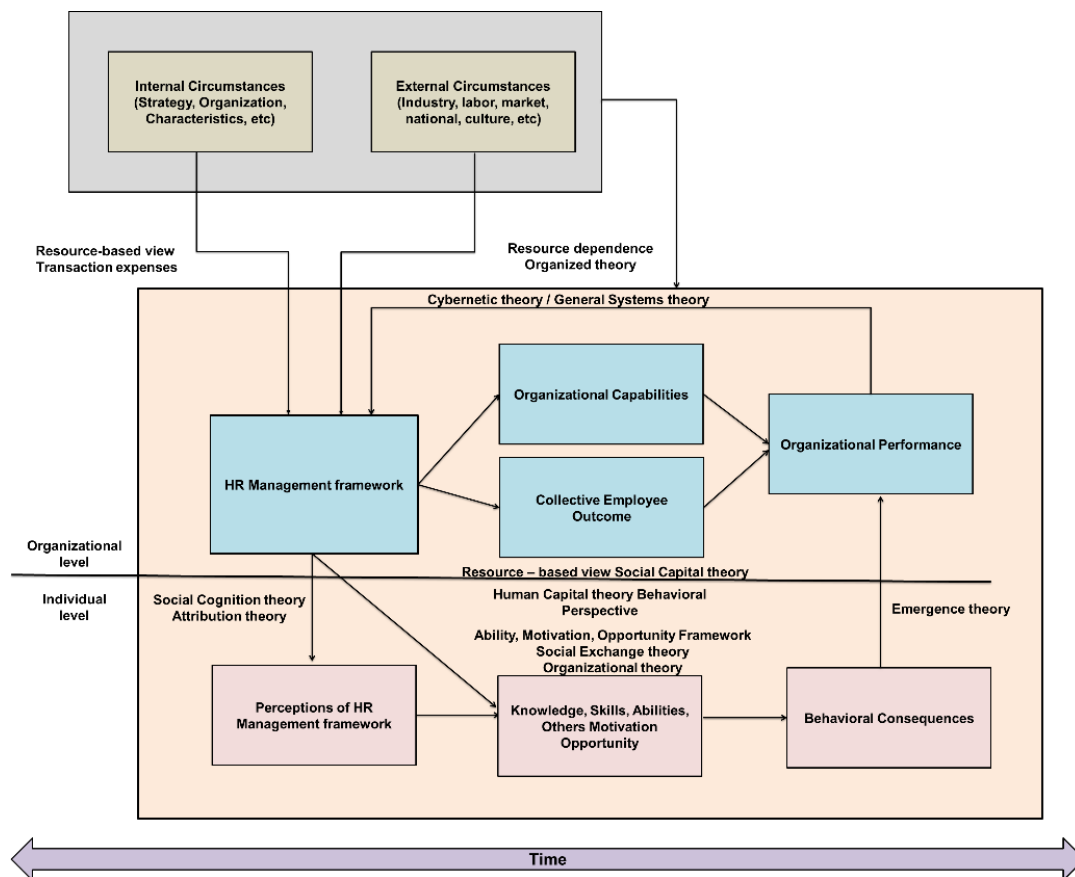 Internal Circumstances
(Strategy, Organization,
Characteristics, etc)
External Circumstances
(Industry, labor, market,
national, culture, etc)
Resource-based view
Transaction expenses
Resource dependence
Organized theory
Cybernetic theory / General Systems theory
Organizational Capabilities
Organizational Performance
HR Management framework
Collective Employee
Outcome
Organizational
level
Resource – based view Social Capital theory
Individual
level
Social Cognition theory
Attribution theory
Human Capital theory Behavioral
Perspective
Emergence theory
Ability, Motivation, Opportunity Framework
Social Exchange theory
Organizational theory
Perceptions of HR
Management framework
Knowledge, Skills, Abilities,
Others Motivation
Opportunity
Behavioral Consequences
Time